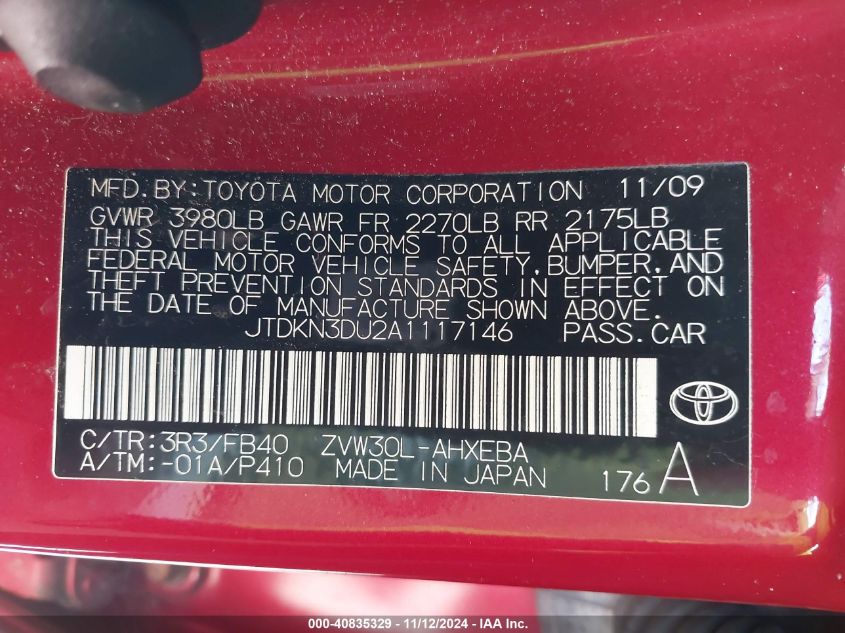 MFD. BY: TOYOTA MOTOR CORPORATION 11/09
GVWR 3980LB GAWR FR 2270LB RR 2175LB
THIS VEHICLE CONFORMS TO ALL APPLICABLE
FEDERAL MOTOR VEHICLE SAFETY, BUMPER, AND
THEFT PREVENTION STANDARDS IN EFFECT ON
THE DATE OF MANUFACTURE SHOWN ABOVE.
JTDKN3DU2A1117146 PASS. CAR
C/TR: 3R3/FB40 ZVW30L-AHXEBA
A/TM: -01A/P410 MADE IN JAPAN 176 A
000-40835329 - 11/12/2024 - IAA Inc.